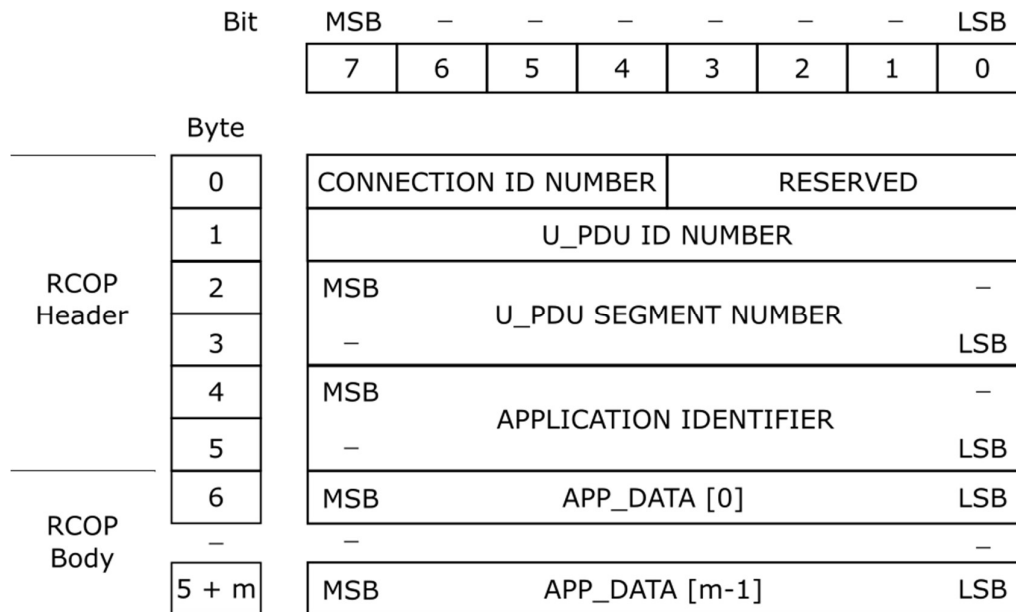 Bit MSB – – – – – – LSB
7 6 5 4 3 2 1 0
Byte
0 CONNECTION ID NUMBER RESERVED
1 U_PDU ID NUMBER
RCOP
Header
2 MSB –
U_PDU SEGMENT NUMBER
3 – LSB
4 MSB –
APPLICATION IDENTIFIER
5 – LSB
6 MSB APP_DATA [0] LSB
RCOP
Body
– – –
5 + m MSB APP_DATA [m-1] LSB